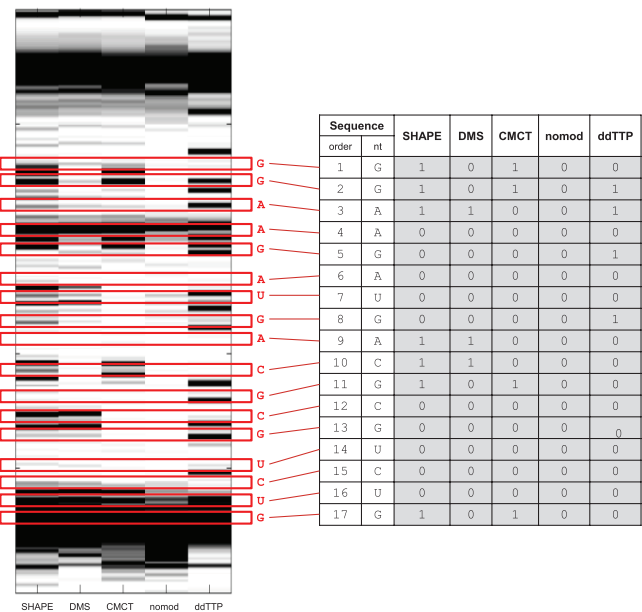 Sequence SHAPE DMS CMCT nomod ddTTP
order nt
G 1 G 1 0 1 0 0
G 2 G 1 0 1 0 1
A 3 A 1 1 0 0 1
A 4 A 0 0 0 0 0
G 5 G 0 0 0 0 1
A 6 A 0 0 0 0 0
U 7 U 0 0 0 0 0
G 8 G 0 0 0 0 1
A 9 A 1 1 0 0 0
C 10 C 1 1 0 0 0
G 11 G 1 0 1 0 0
C 12 C 0 0 0 0 0
G 13 G 0 0 0 0 0
U 14 U 0 0 0 0 0
C 15 C 0 0 0 0 0
U 16 U 0 0 0 0 0
G 17 G 1 0 1 0 0
SHAPE DMS CMCT nomod ddTTP